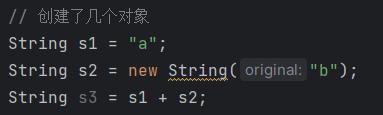 // 创建了几个对象
String s1 = "a";
String s2 = new String( original: "b");
String s3 = s1 + s2;